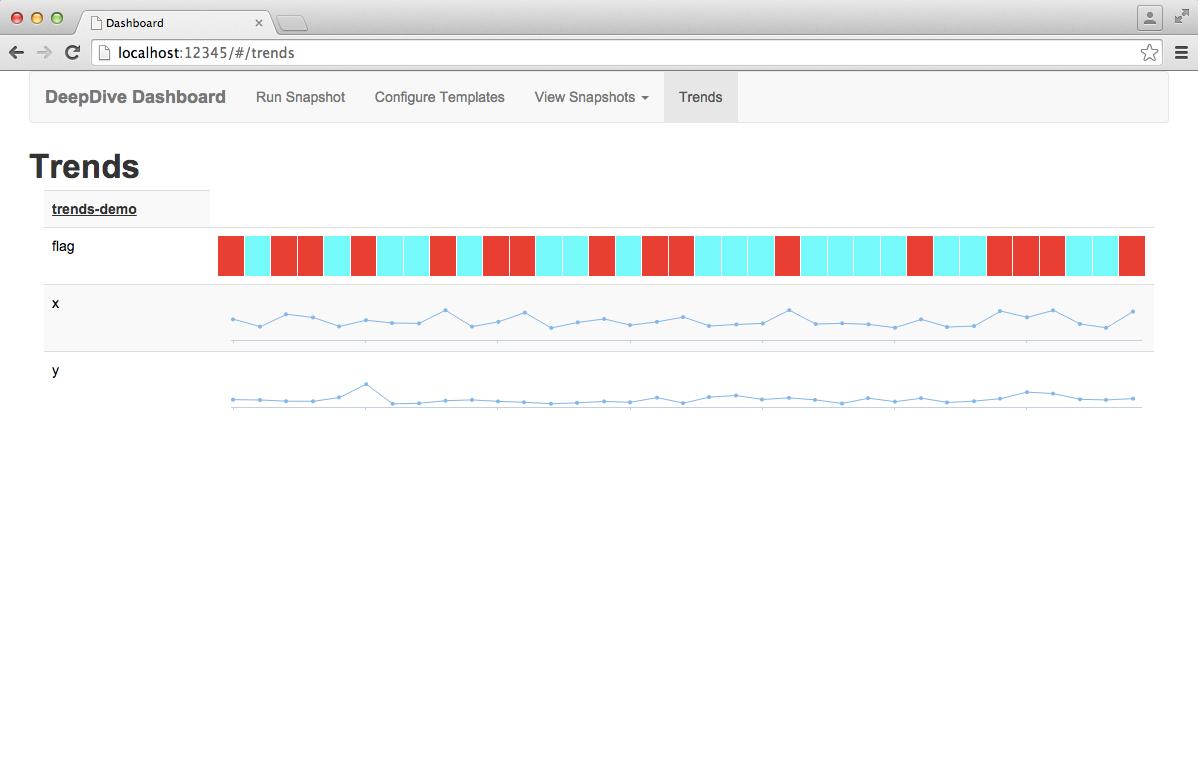 Dashboard
localhost:12345/#/trends
DeepDive Dashboard Run Snapshot Configure Templates View Snapshots Trends
Trends
trends-demo
flag
x
y